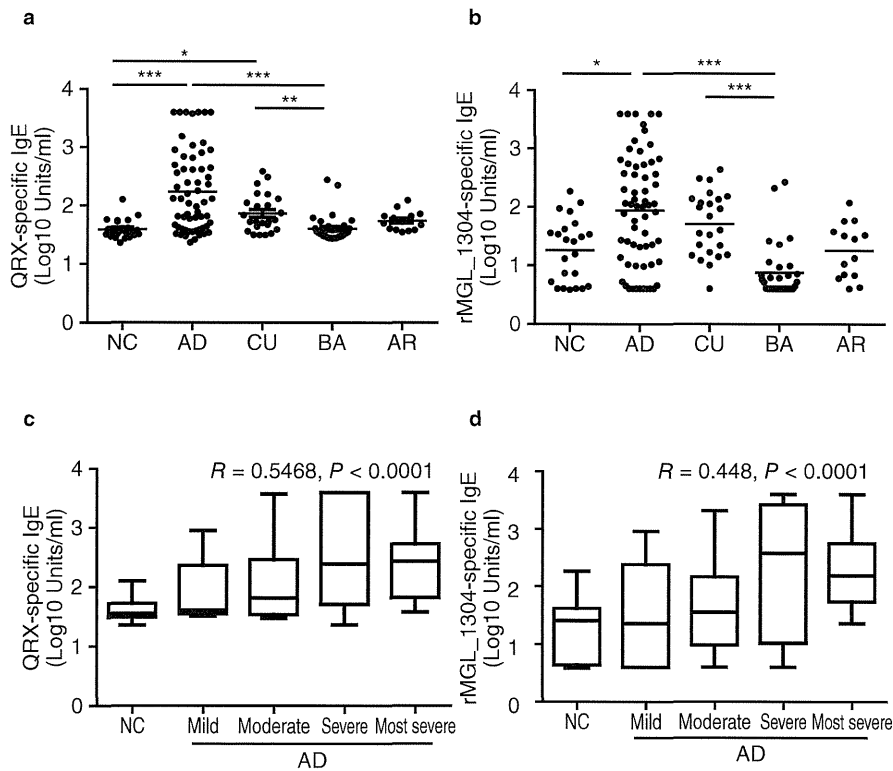 a
*
***
***
**
QRX-specific IgE
(Log10 Units/ml)
4
3
2
1
0
NC AD CU BA AR
b
*
***
***
rMGL_1304-specific IgE
(Log10 Units/ml)
4
3
2
1
0
NC AD CU BA AR
c
R = 0.5468, P < 0.0001
QRX-specific IgE
(Log10 Units/ml)
4
3
2
1
0
NC Mild Moderate Severe Most severe
AD
d
R = 0.448, P < 0.0001
rMGL_1304-specific IgE
(Log10 Units/ml)
4
3
2
1
0
NC Mild Moderate Severe Most severe
AD